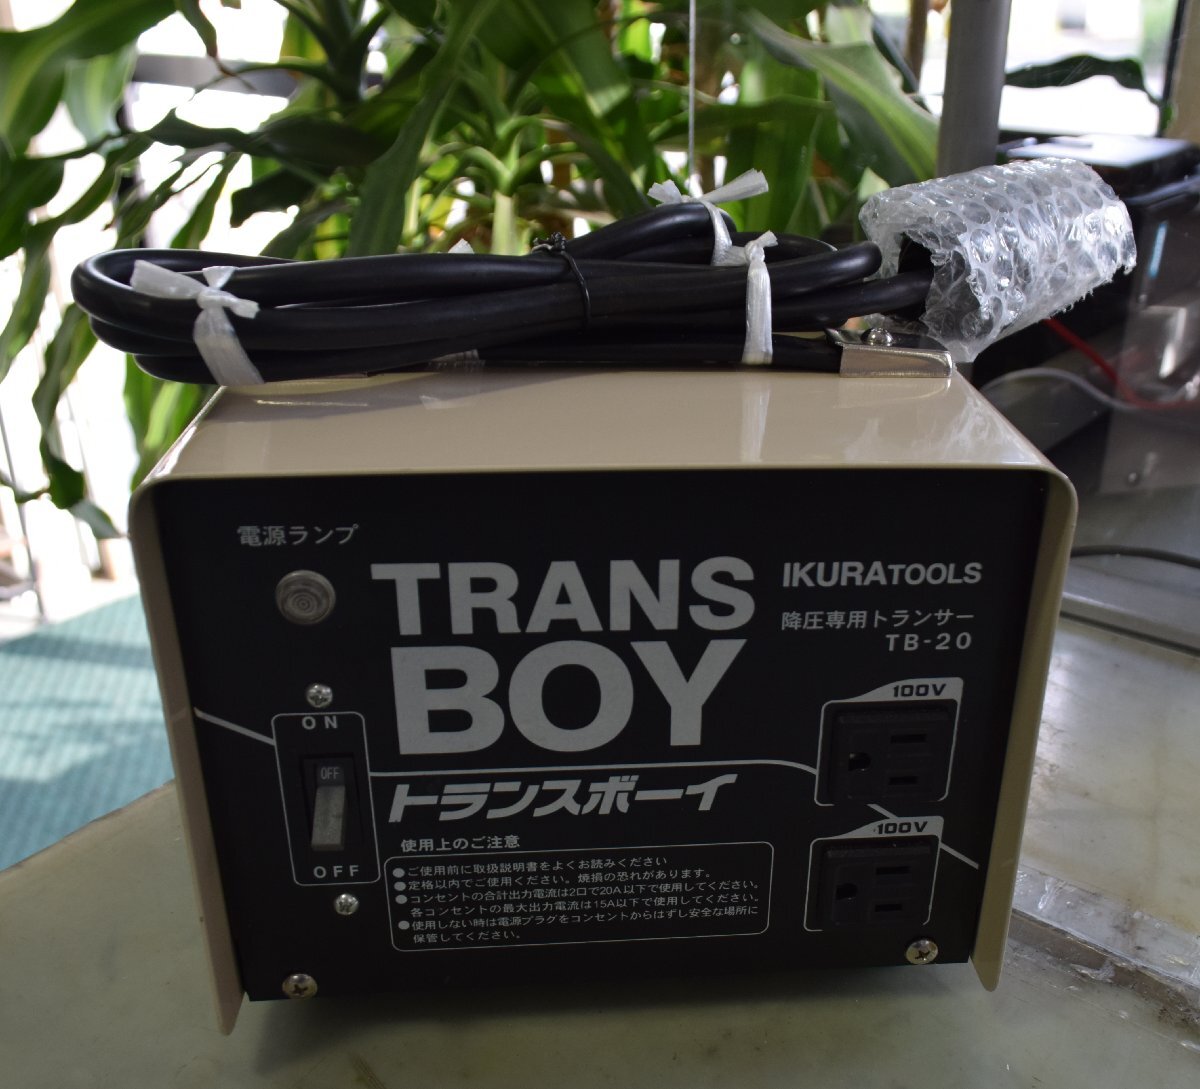 電源ランプ
TRANS
BOY
IKURATOOLS
降圧専用トランサー
TB-20
100V
ON
OFF
OFF
トランスボーイ
100V
使用上のご注意
●ご使用前に取扱説明書をよくお読みください
●定格以内でご使用ください。焼損の恐れがあります。
●コンセントの合計出力電流は2口で20A以下で使用してください。
各コンセントの最大出力電流は15A以下で使用してください。
●使用しない時は電源プラグをコンセントからはずし安全な場所に
保管してください。